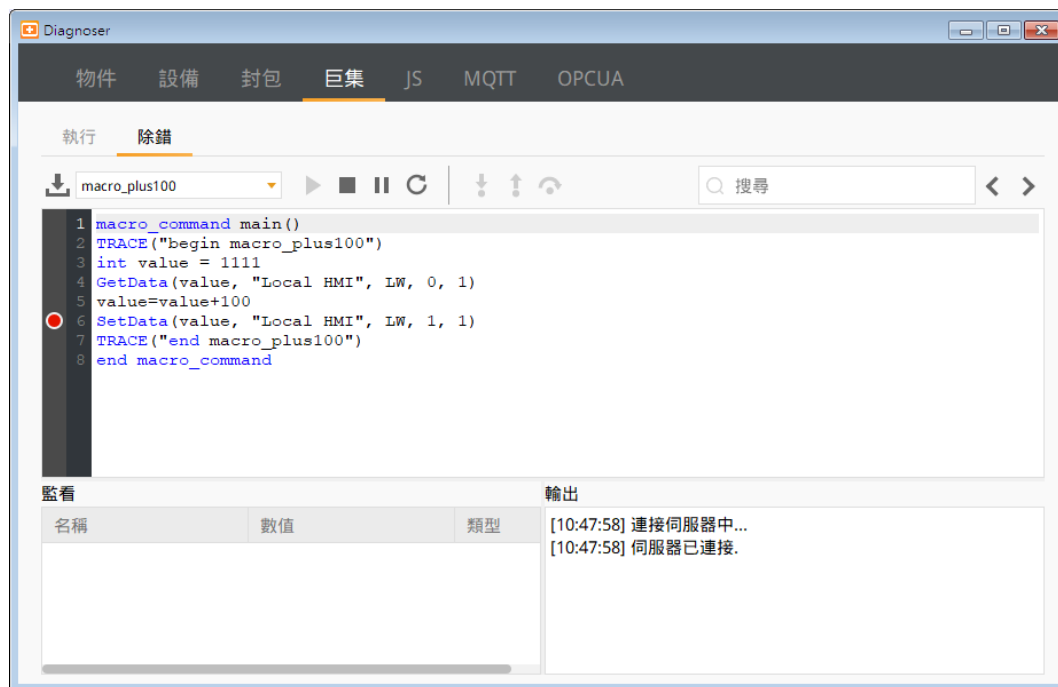 Diagnoser
物件 設備 封包 巨集 JS MQTT OPCUA
執行 除錯
macro_plus100 搜尋
1 macro_command main()
2 TRACE("begin macro_plus100")
3 int value = 1111
4 GetData(value, "Local HMI", LW, 0, 1)
5 value=value+100
6 SetData(value, "Local HMI", LW, 1, 1)
7 TRACE("end macro_plus100")
8 end macro_command
監看
名稱 數值 類型
輸出
[10:47:58] 連接伺服器中...
[10:47:58] 伺服器已連接.